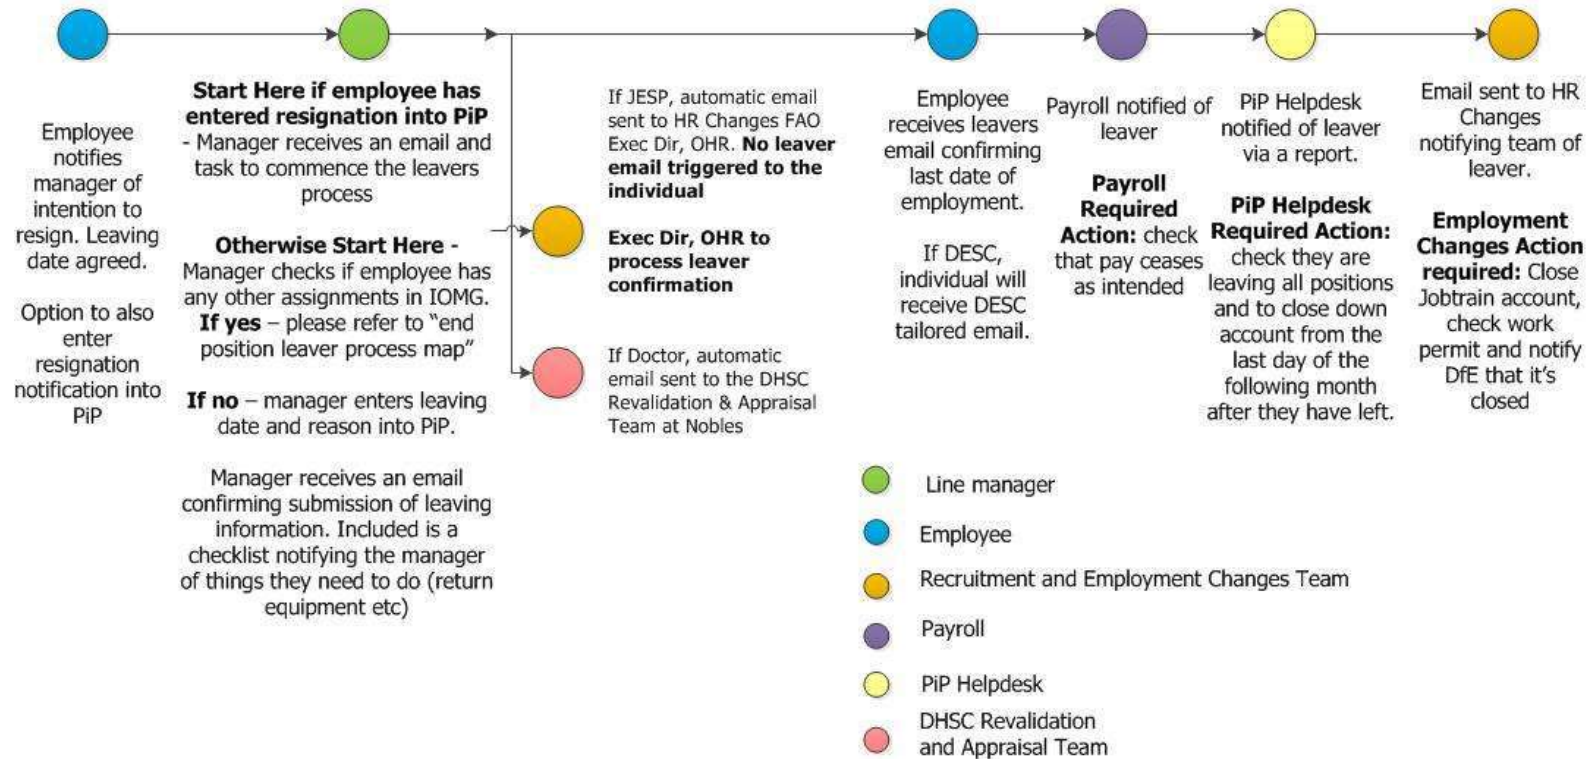 Employee
notifies
manager of
intention to
resign. Leaving
date agreed.
Option to also
enter
resignation
notification into
PiP
Start Here if employee has
entered resignation into PiP
- Manager receives an email and
task to commence the leavers
process
Otherwise Start Here -
Manager checks if employee has
any other assignments in IOMG.
If yes – please refer to “end
position leaver process map”
If no – manager enters leaving
date and reason into PiP.
Manager receives an email
confirming submission of leaving
information. Included is a
checklist notifying the manager
of things they need to do (return
equipment etc)
If JESP, automatic email
sent to HR Changes FAO
Exec Dir, OHR. No leaver
email triggered to the
individual
Exec Dir, OHR to
process leaver
confirmation
If Doctor, automatic
email sent to the DHSC
Revalidation & Appraisal
Team at Nobles
Employee
receives leavers
email confirming
last date of
employment.
If DESC,
individual will
receive DESC
tailored email.
Payroll notified of
leaver
Payroll
Required
Action: check
that pay ceases
as intended
PiP Helpdesk
notified of leaver
via a report.
PiP Helpdesk
Required Action:
check they are
leaving all positions
and to close down
account from the
last day of the
following month
after they have left.
Email sent to HR
Changes
notifying team of
leaver.
Employment
Changes Action
required: Close
Jobtrain account,
check work
permit and notify
DfE that it’s
closed
Line manager
Employee
Recruitment and Employment Changes Team
Payroll
PiP Helpdesk
DHSC Revalidation
and Appraisal Team